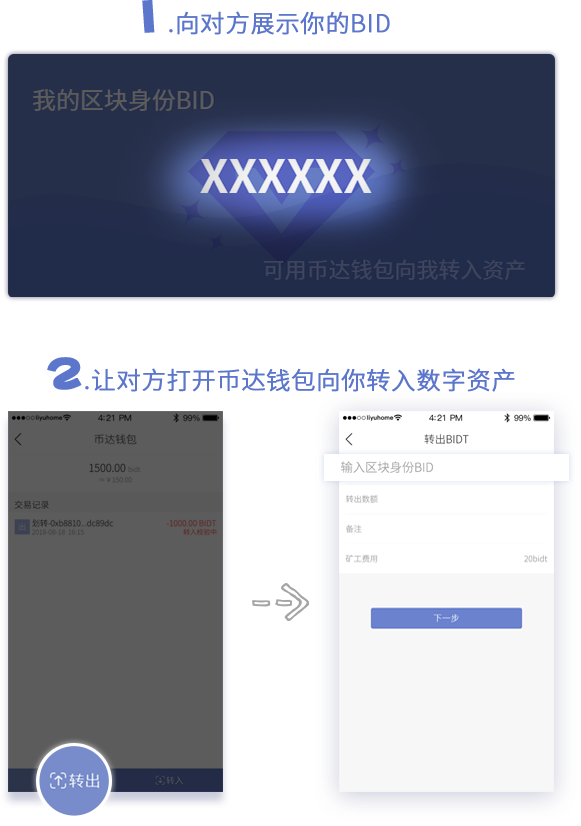 1.向对方展示你的BID
我的区块身份BID
XXXXXX
可用币达钱包向我转入资产
2.让对方打开币达钱包向你转入数字资产
liyuhome 4:21 PM 99%
币达钱包
1500.00 BIDT
≈ ¥ 150.00
交易记录
划转-0xb8810...dc89dc -1000.00 BIDT
2018-08-18 16:15 转入校验中
转出 转入
liyuhome 4:21 PM 99%
转出BIDT
输入区块身份BID
转出数额
备注
矿工费用 20bidt
下一步